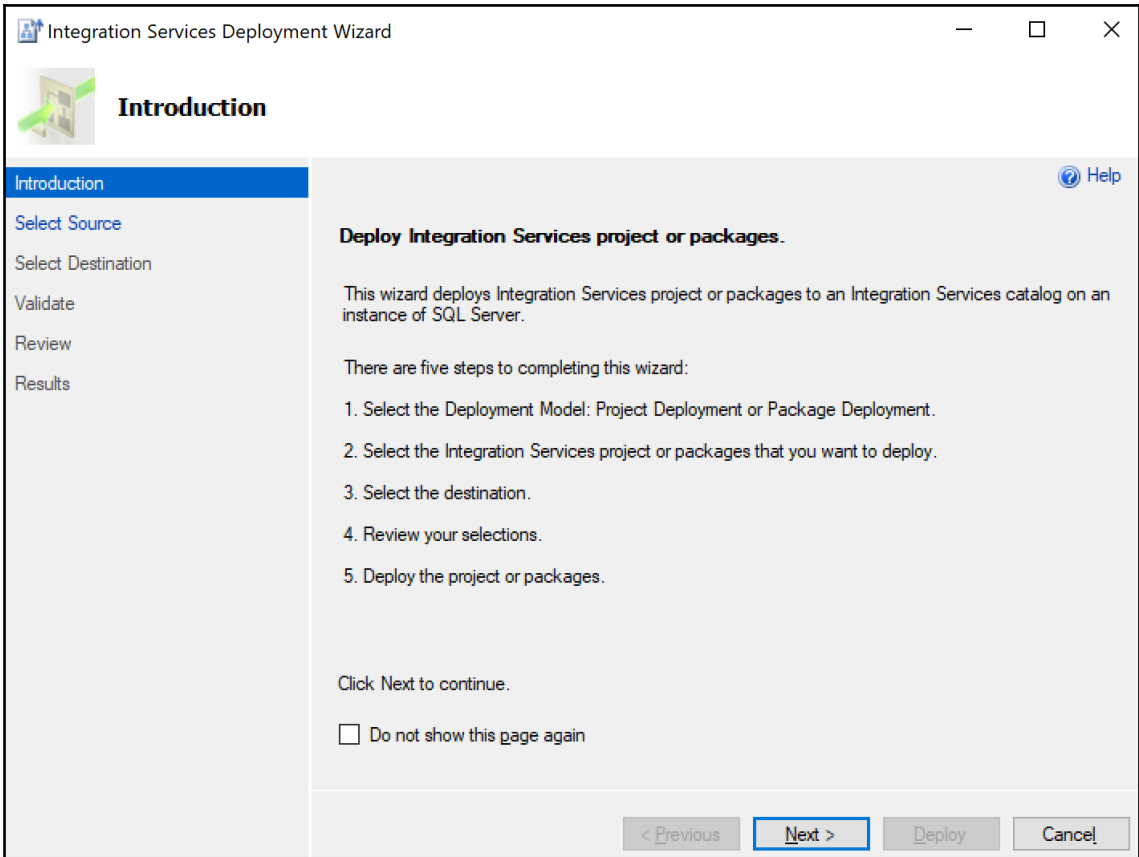 Integration Services Deployment Wizard
Introduction
Introduction
Select Source
Select Destination
Validate
Review
Results
Help
Deploy Integration Services project or packages.
This wizard deploys Integration Services project or packages to an Integration Services catalog on an
instance of SQL Server.
There are five steps to completing this wizard:
1. Select the Deployment Model: Project Deployment or Package Deployment.
2. Select the Integration Services project or packages that you want to deploy.
3. Select the destination.
4. Review your selections.
5. Deploy the project or packages.
Click Next to continue.
Do not show this page again
< Previous
Next >
Deploy
Cancel